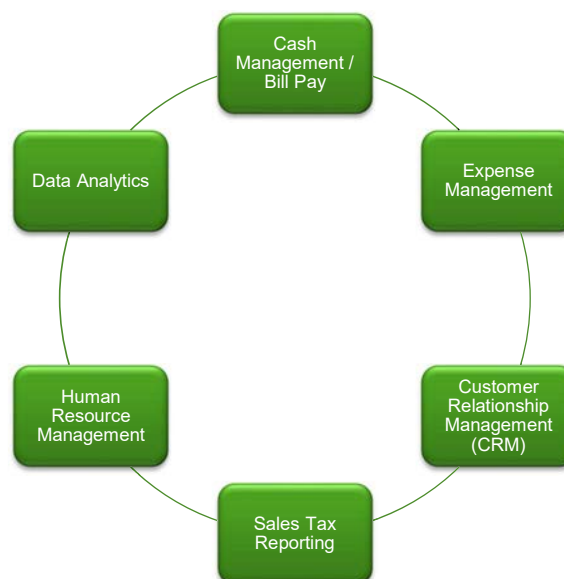 Cash
Management /
Bill Pay
Expense
Management
Customer
Relationship
Management
(CRM)
Sales Tax
Reporting
Human
Resource
Management
Data Analytics